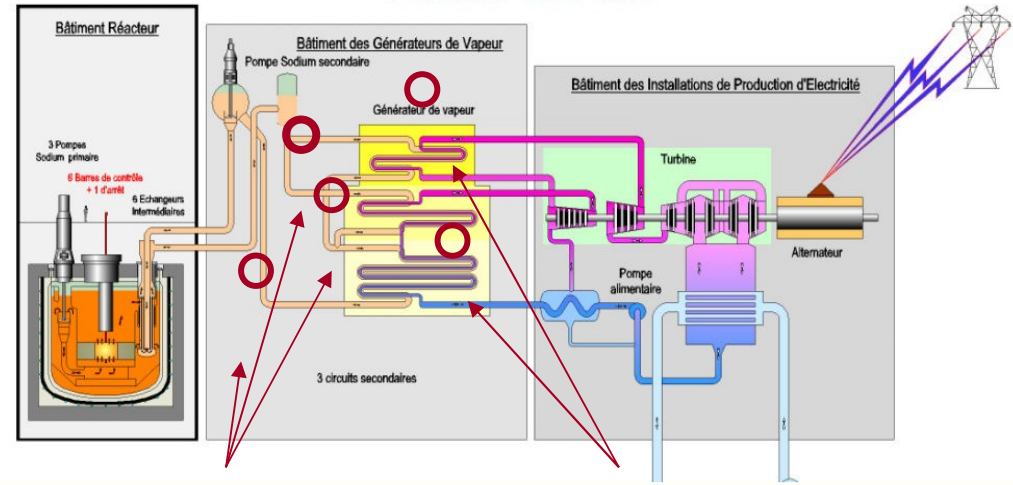 Bâtiment Réacteur
Bâtiment des Générateurs de Vapeur
Pompe Sodium secondaire
Bâtiment des Installations de Production d'Electricité
Générateur de vapeur
3 Pompes
Sodium primaire
6 Barres de contrôle
+ 1 d'arrêt
6 Echangeurs
Intermédiaires
Turbine
Alternateur
Pompe
alimentaire
3 circuits secondaires